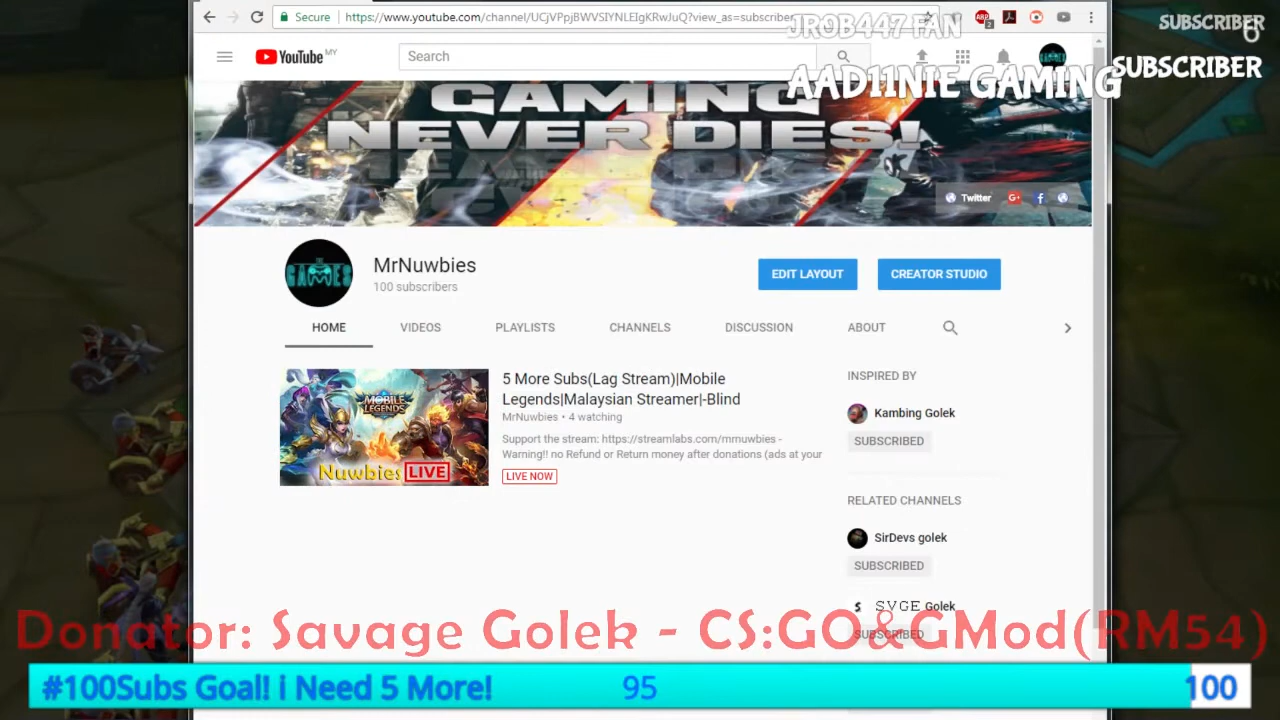 Secure
https://www.youtube.com/channel/UCjVPpjBWVSIYNLEIgKRwJuQ?view_as=subscriber
JROB447 FAN
SUBSCRIBER
6
YouTube MY
Search
AAD11NIE GAMING
SUBSCRIBER
GAMING
NEVER DIES!
Twitter
MrNuwbies
100 subscribers
EDIT LAYOUT
CREATOR STUDIO
HOME
VIDEOS
PLAYLISTS
CHANNELS
DISCUSSION
ABOUT
MOBILE
LEGENDS
Nuwbies LIVE
5 More Subs(Lag Stream)|Mobile
Legends|Malaysian Streamer|-Blind
MrNuwbies • 4 watching
Support the stream: https://streamlabs.com/mrnuwbies -
Warning!! no Refund or Return money after donations (ads at your
LIVE NOW
INSPIRED BY
Kambing Golek
SUBSCRIBED
RELATED CHANNELS
SirDevs golek
SUBSCRIBED
SVGE Golek
SUBSCRIBED
Donator: Savage Golek - CS:GO&GMod(RM54)
#100Subs Goal! i Need 5 More!
95
100